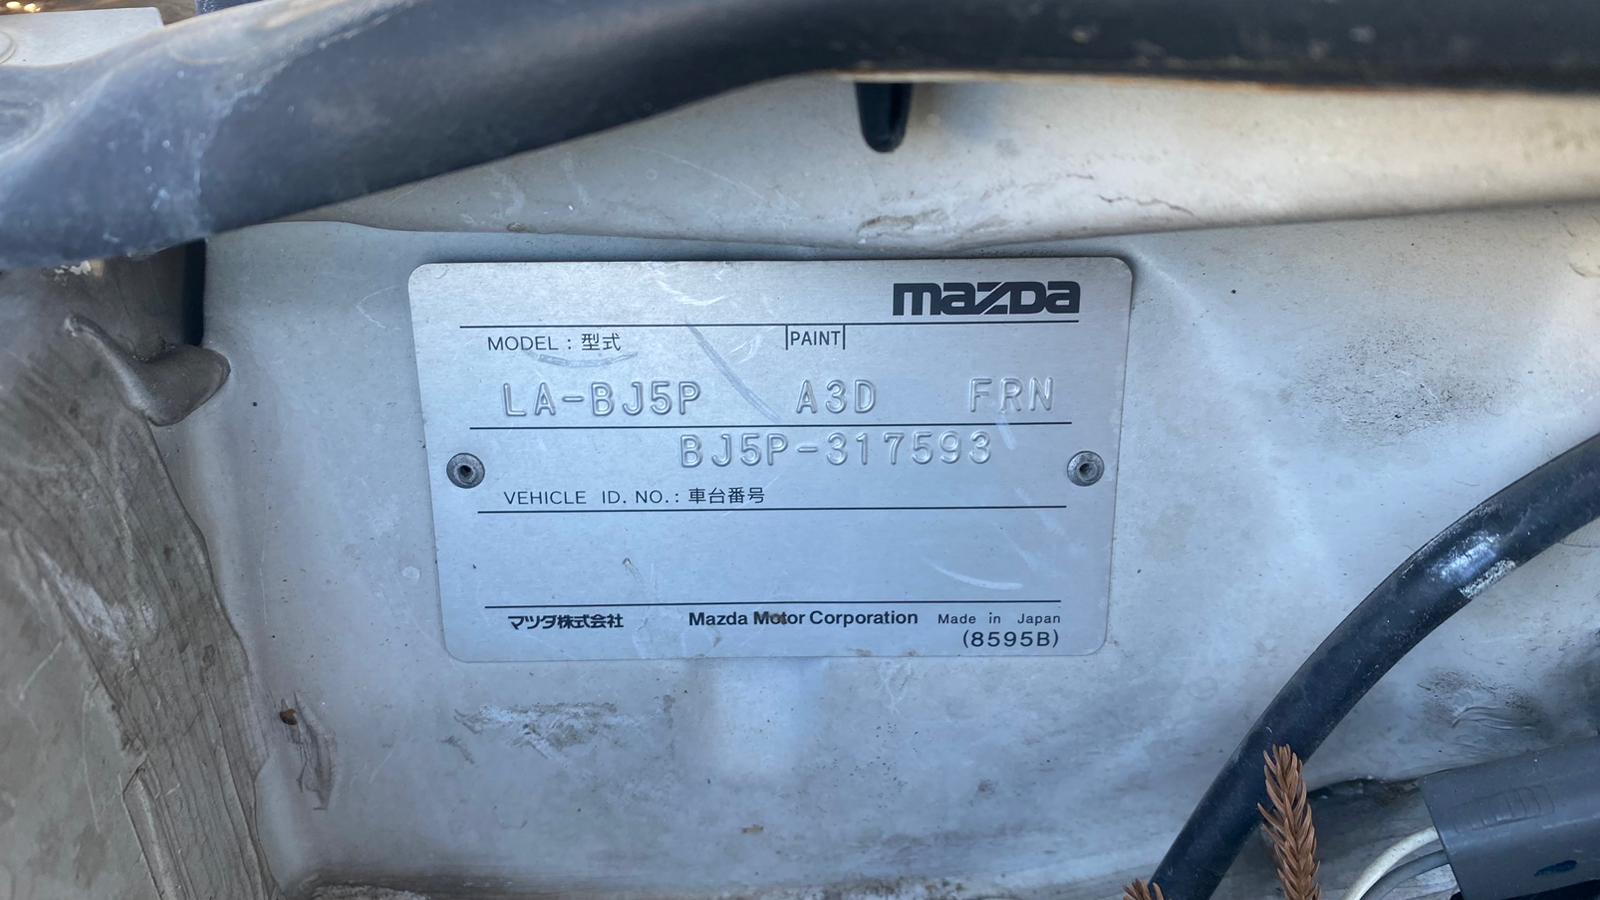 mazda
MODEL : 型式 PAINT
LA-BJ5P A3D FRN
BJ5P-317593
VEHICLE ID. NO. : 車台番号
マツダ株式会社 Mazda Motor Corporation Made in Japan
(8595B)